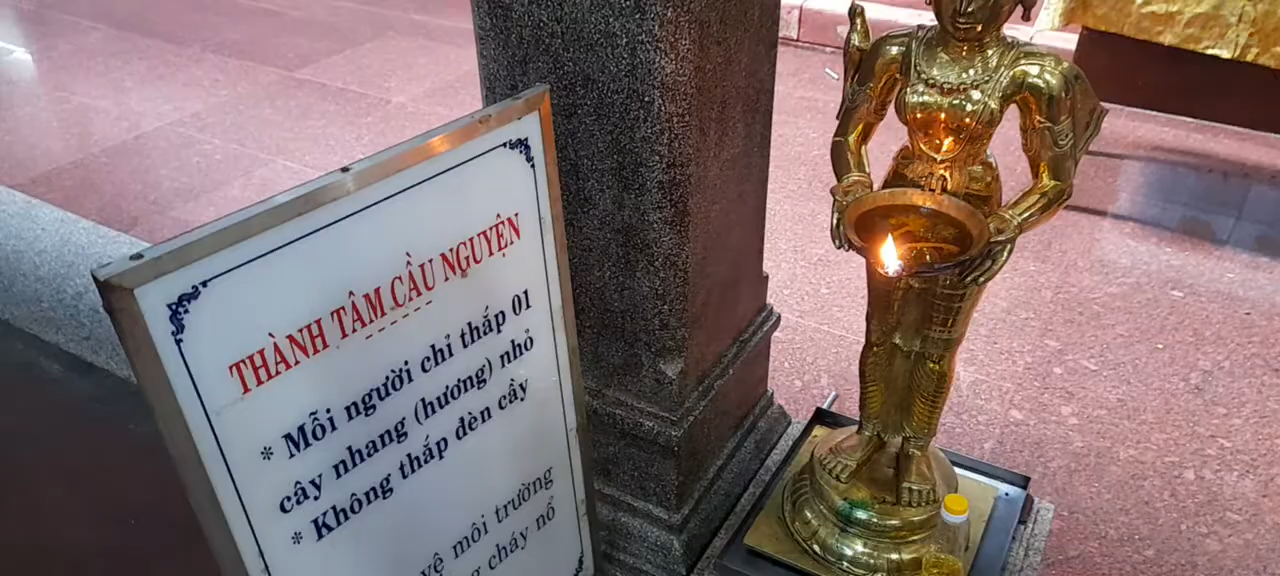 THÀNH TÂM CẦU NGUYỆN
* Mỗi người chỉ thắp 01
cây nhang (hương) nhỏ
* Không thắp đèn cầy
vệ môi trường
cháy nổ